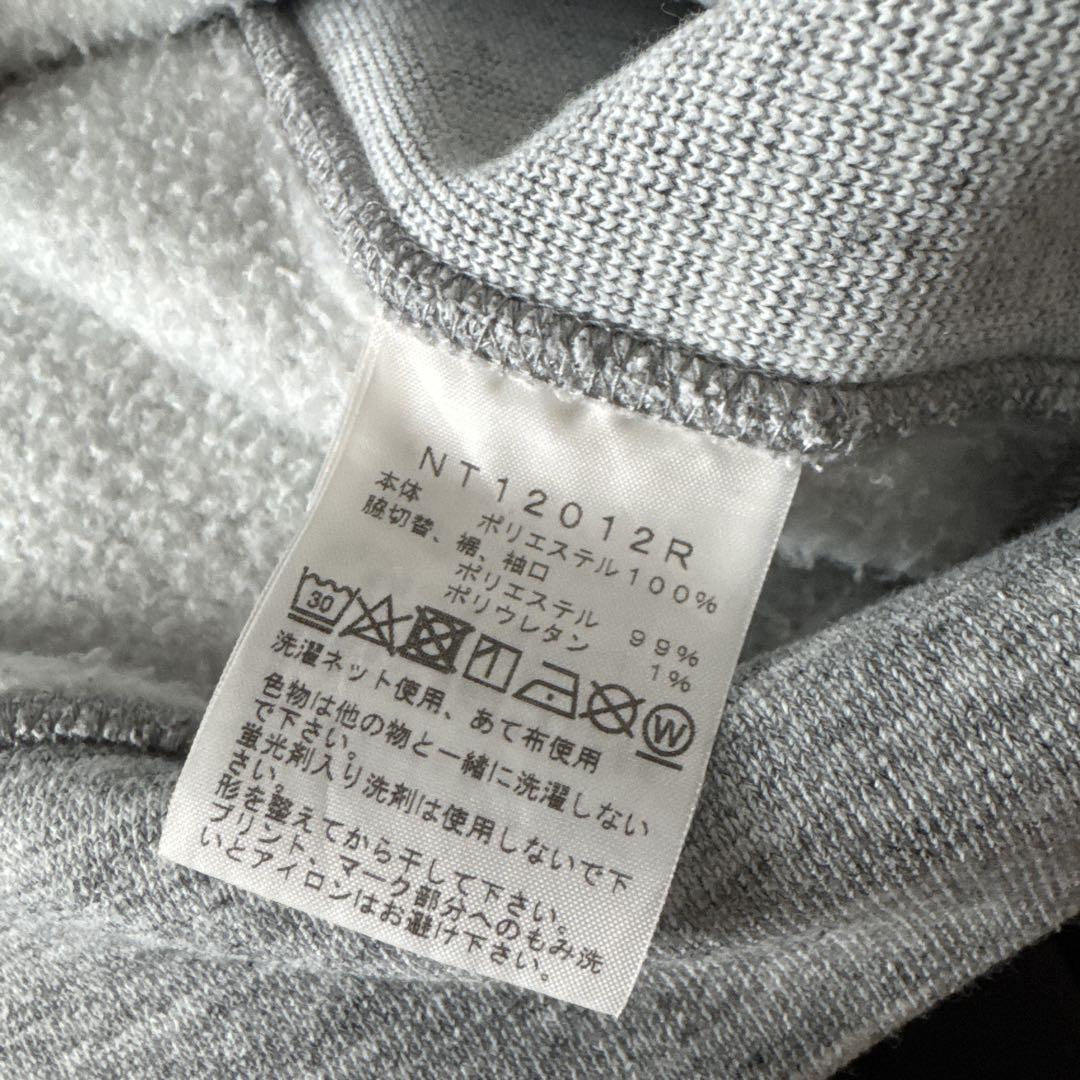 NT12012R
本体 ポリエステル100%
脇切替、裾、袖口
ポリエステル 99%
ポリウレタン 1%
30 W
洗濯ネット使用、あて布使用
色物は他の物と一緒に洗濯しない
で下さい。
蛍光剤入り洗剤は使用しないで下
さい。
形を整えてから干して下さい。
プリント、マーク部分へのもみ洗
いとアイロンはお避け下さい。